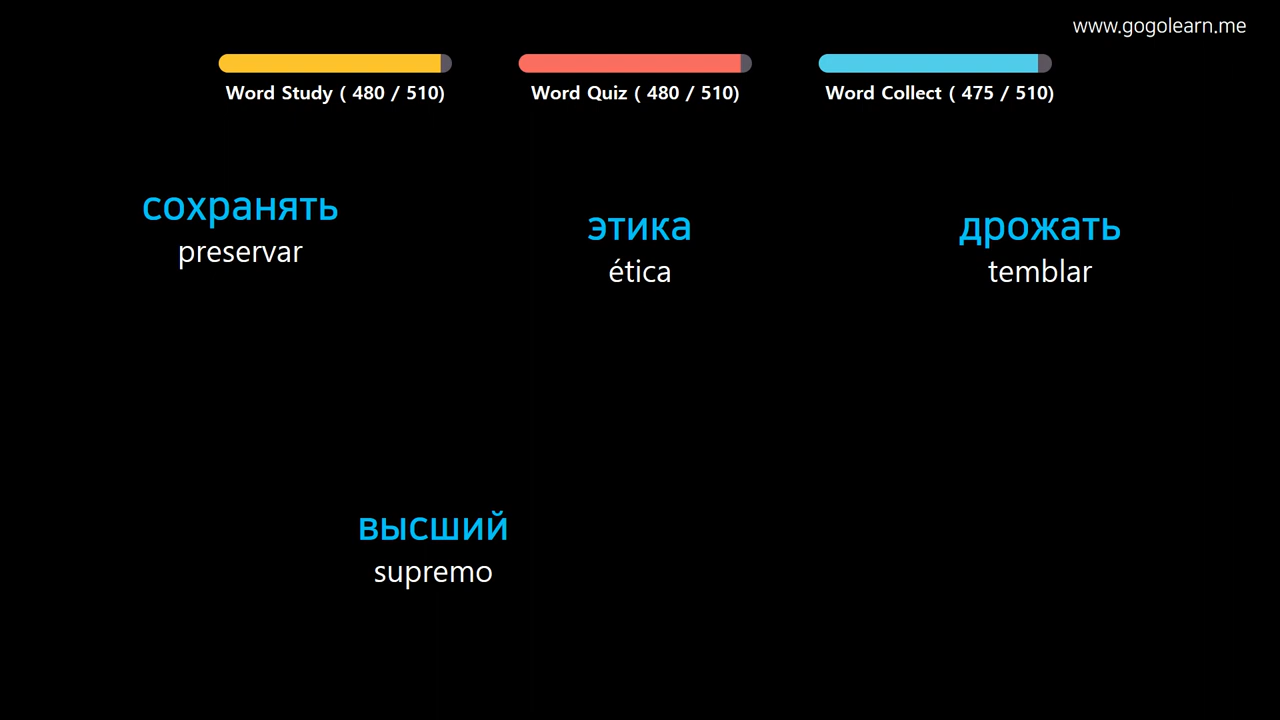 www.gogolearn.me
Word Study ( 480 / 510)
Word Quiz ( 480 / 510)
Word Collect ( 475 / 510)
сохранять
preservar
этика
ética
дрожать
temblar
высший
supremo